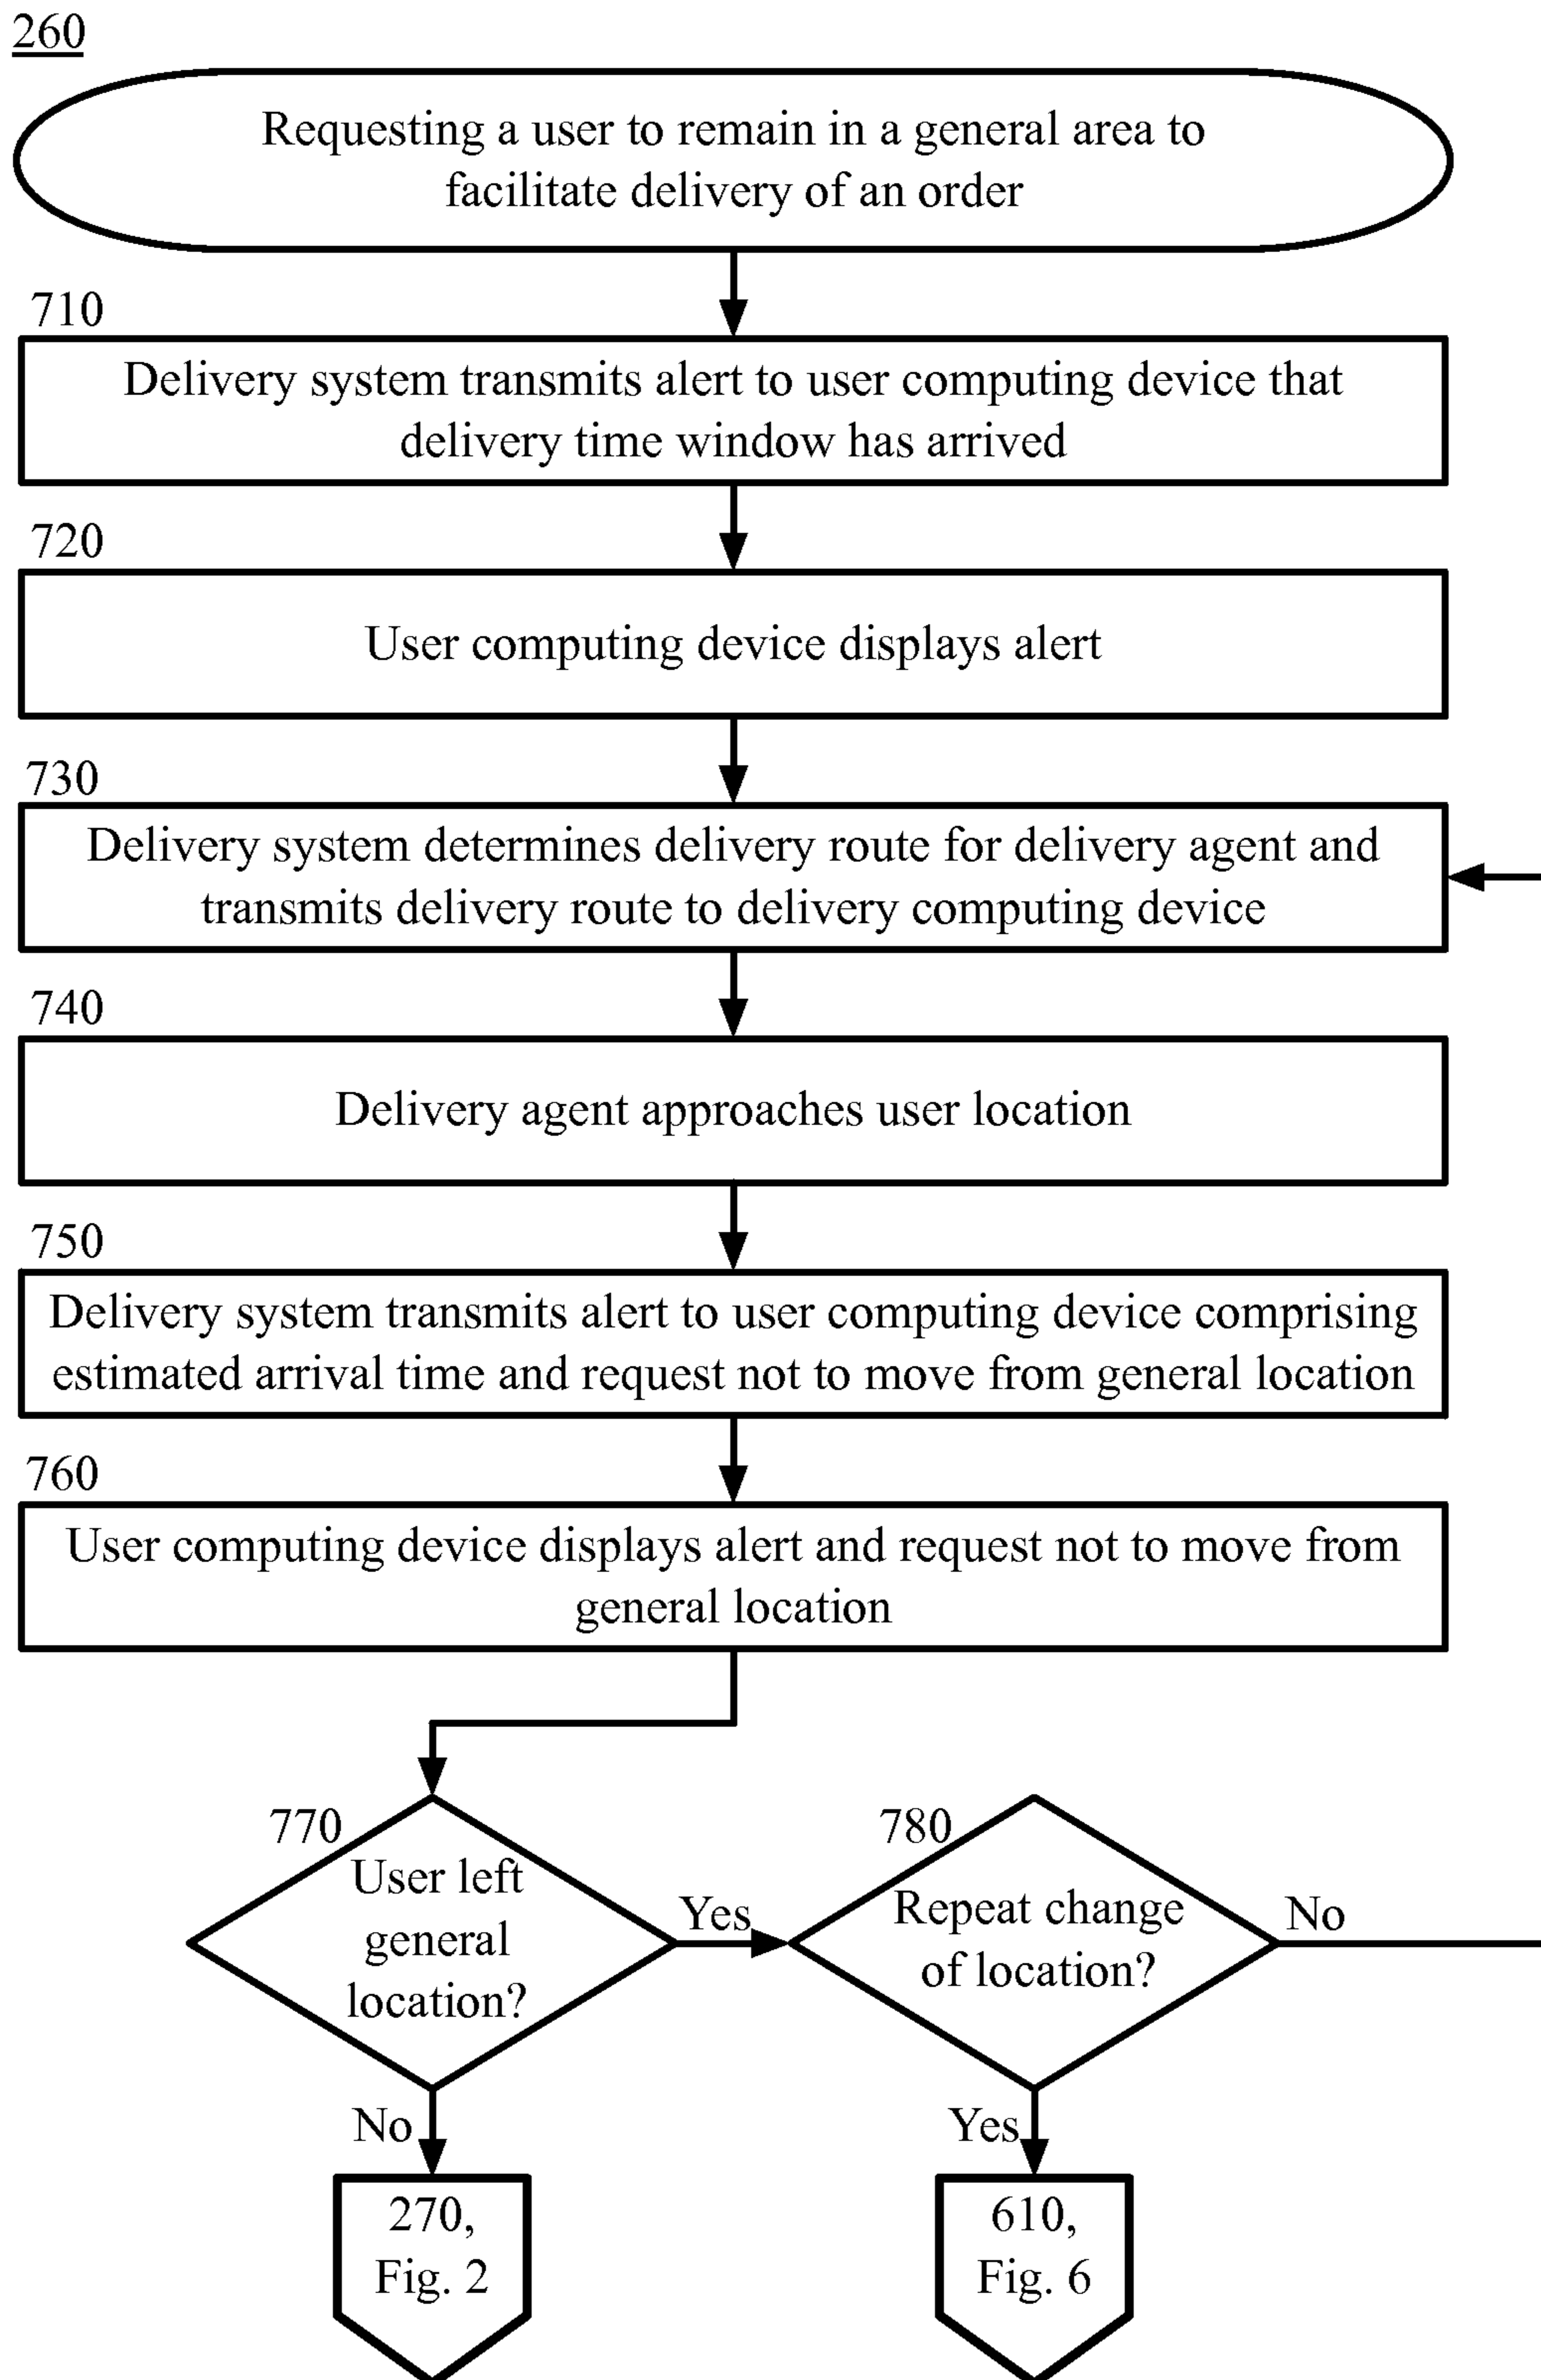 260
Requesting a user to remain in a general area to
facilitate delivery of an order
710
Delivery system transmits alert to user computing device that
delivery time window has arrived
720
User computing device displays alert
730
Delivery system determines delivery route for delivery agent and
transmits delivery route to delivery computing device
740
Delivery agent approaches user location
750
Delivery system transmits alert to user computing device comprising
estimated arrival time and request not to move from general location
760
User computing device displays alert and request not to move from
general location
770
User left
general
location?
Yes
780
Repeat change
of location?
No
No
Yes
270,
Fig. 2
610,
Fig. 6